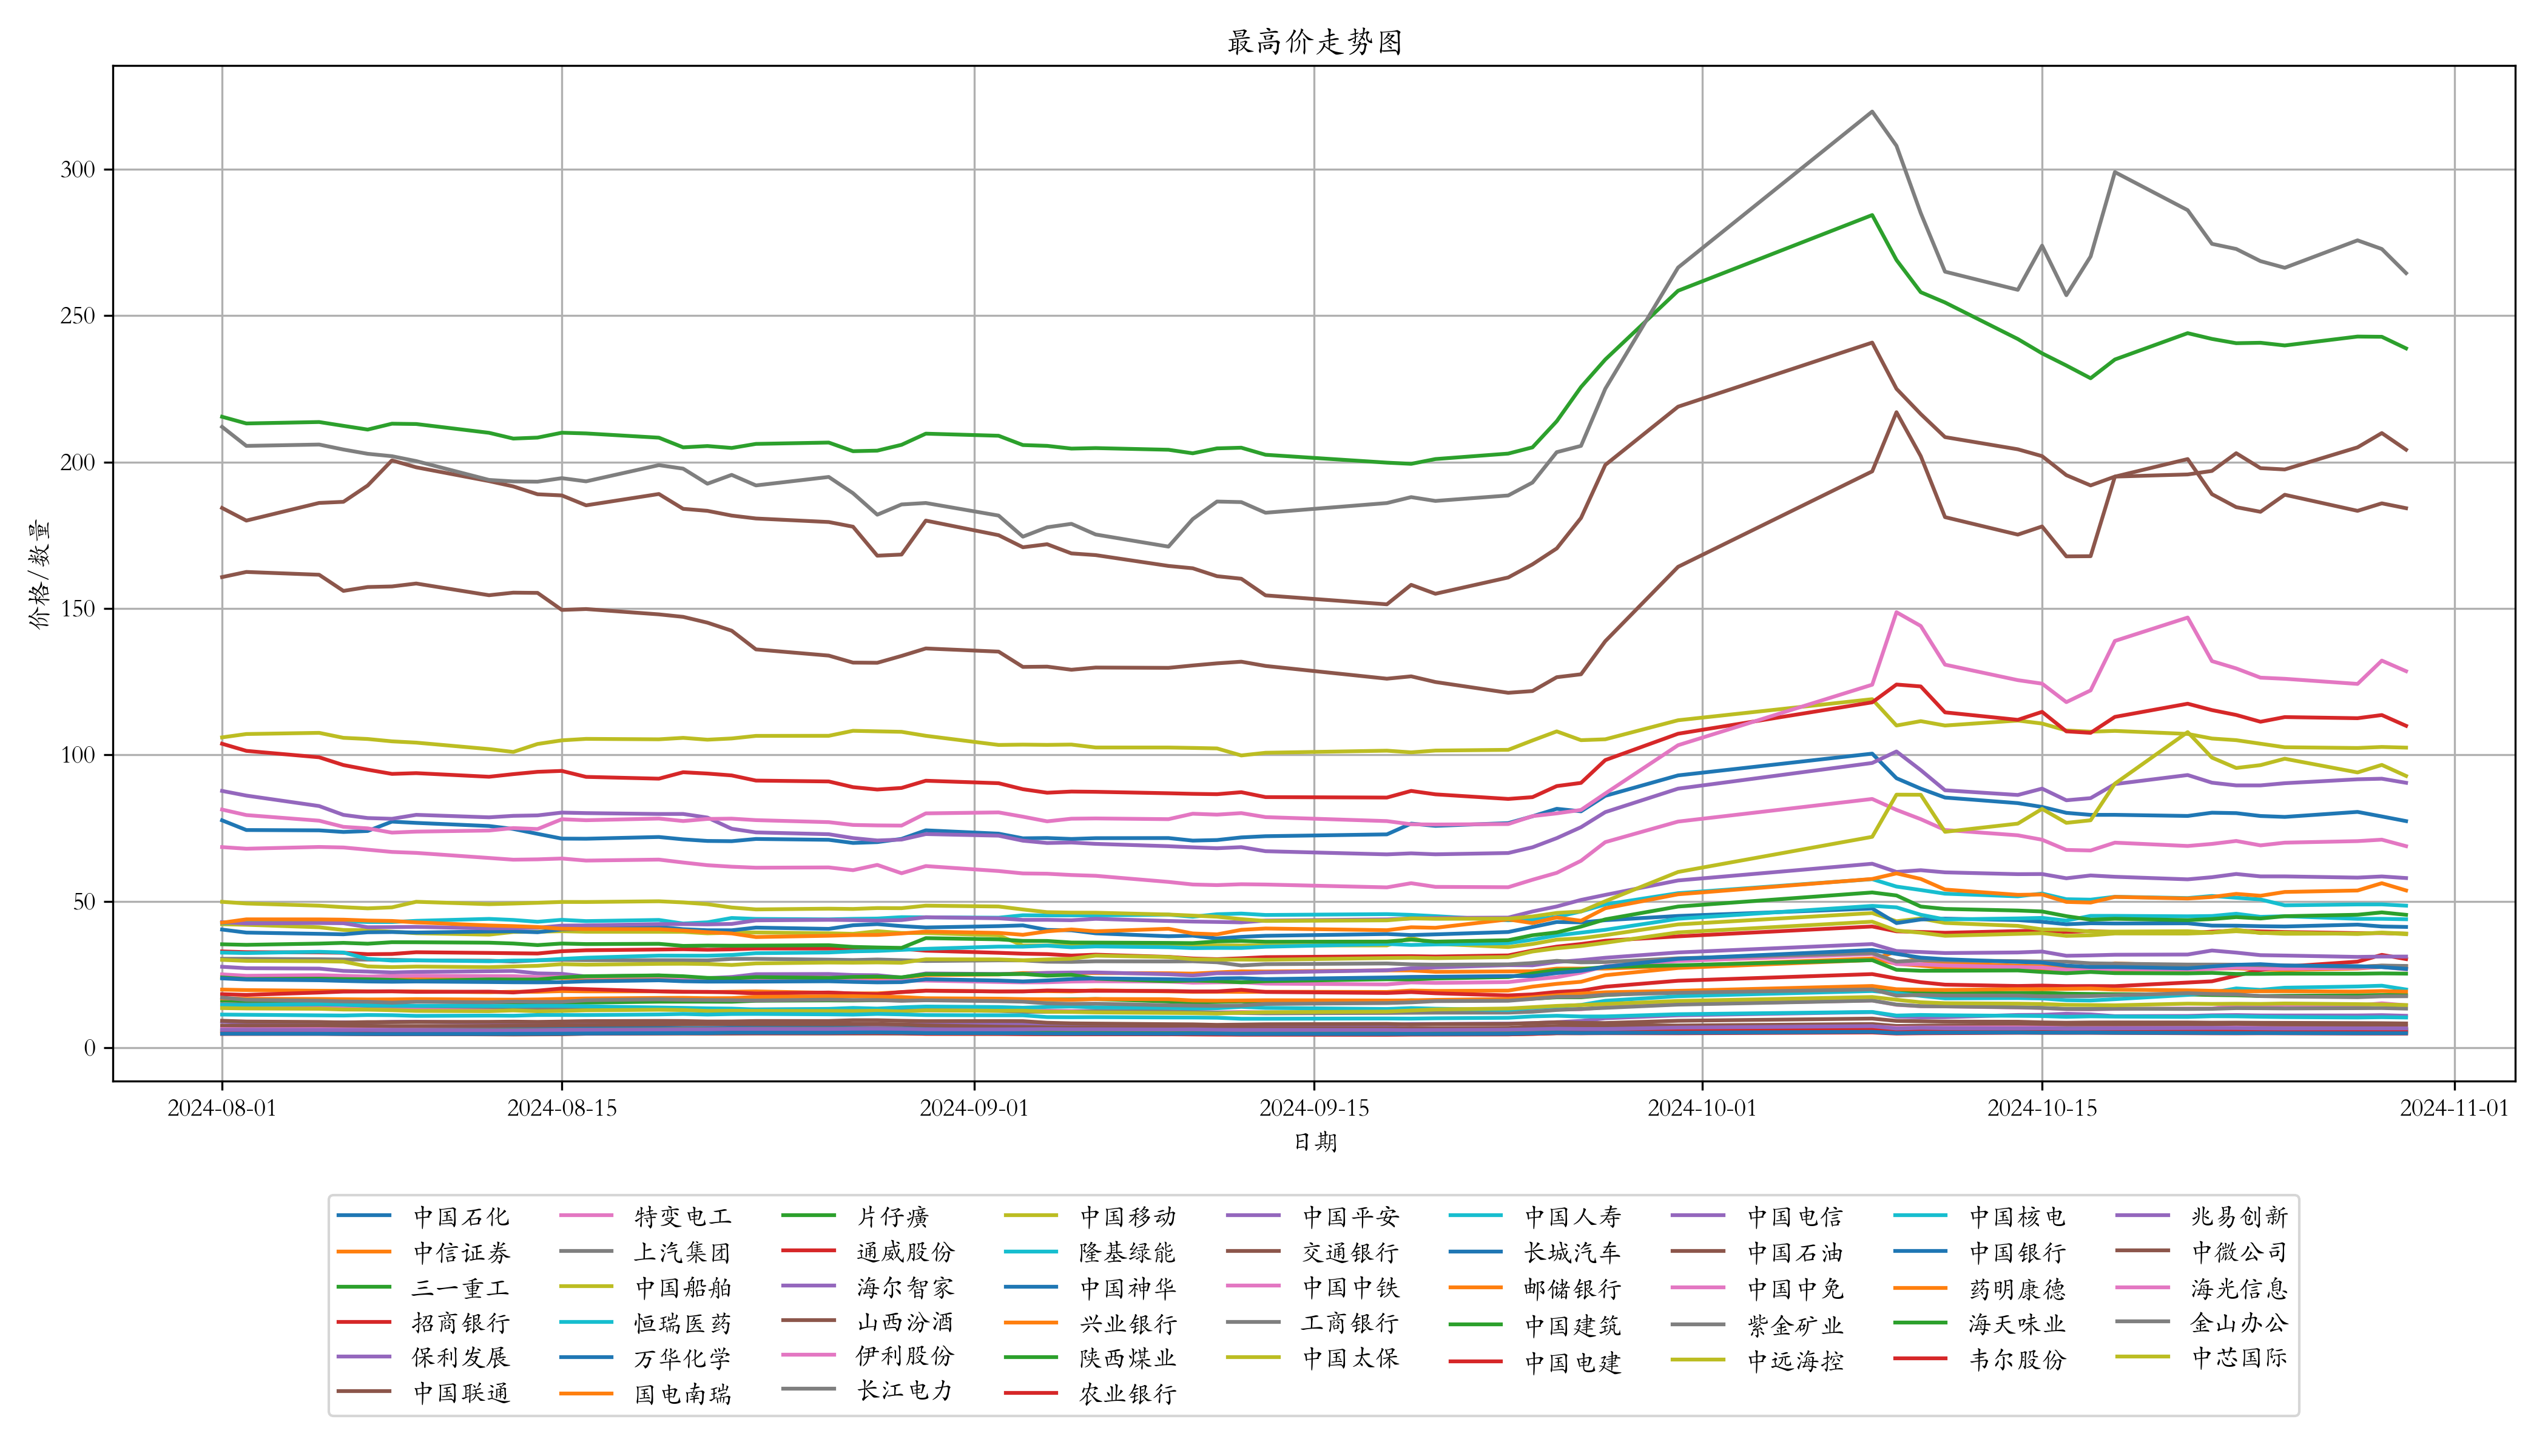 最高价走势图
价格/数量
300
250
200
150
100
50
0
2024-08-01 2024-08-15 2024-09-01 2024-09-15 2024-10-01 2024-10-15 2024-11-01
日期
中国石化 特变电工 片仔癀 中国移动 中国平安 中国人寿 中国电信 中国核电 兆易创新
中信证券 上汽集团 通威股份 隆基绿能 交通银行 长城汽车 中国石油 中国银行 中微公司
三一重工 中国船舶 海尔智家 中国神华 中国中铁 邮储银行 中国中免 药明康德 海光信息
招商银行 恒瑞医药 山西汾酒 兴业银行 工商银行 中国建筑 紫金矿业 海天味业 金山办公
保利发展 万华化学 伊利股份 陕西煤业 中国太保 中国电建 中远海控 韦尔股份 中芯国际
中国联通 国电南瑞 长江电力 农业银行